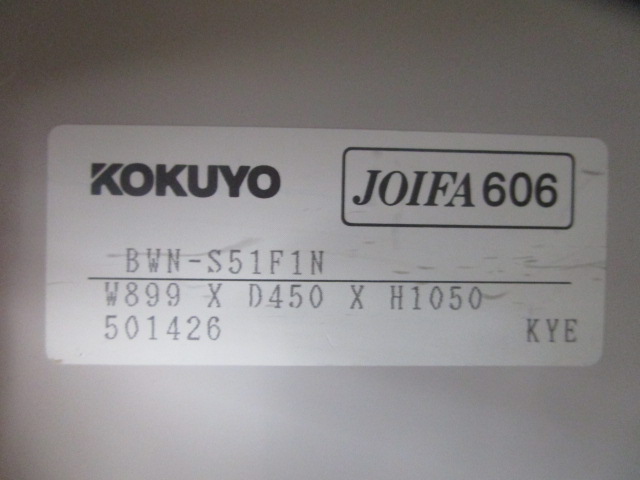 KOKUYO JOIFA 606
BWN-S51F1N
W899 X D450 X H1050
501426 KYE